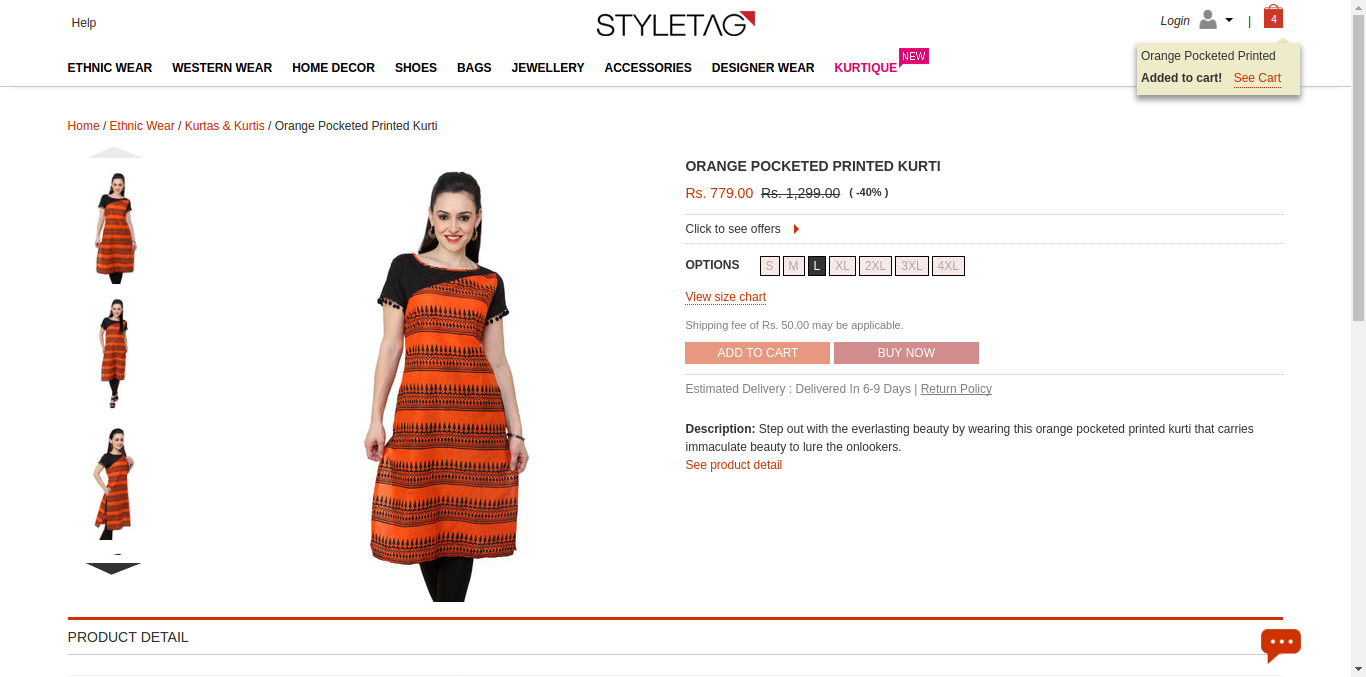 Help
STYLETAG
Login
|
4
ETHNIC WEAR WESTERN WEAR HOME DECOR SHOES BAGS JEWELLERY ACCESSORIES DESIGNER WEAR KURTIQUE NEW
Orange Pocketed Printed
Added to cart! See Cart
Home / Ethnic Wear / Kurtas & Kurtis / Orange Pocketed Printed Kurti
ORANGE POCKETED PRINTED KURTI
Rs. 779.00 Rs. 1,299.00 ( -40% )
Click to see offers
OPTIONS S M L XL 2XL 3XL 4XL
View size chart
Shipping fee of Rs. 50.00 may be applicable.
ADD TO CART BUY NOW
Estimated Delivery : Delivered In 6-9 Days | Return Policy
Description: Step out with the everlasting beauty by wearing this orange pocketed printed kurti that carries
immaculate beauty to lure the onlookers.
See product detail
PRODUCT DETAIL